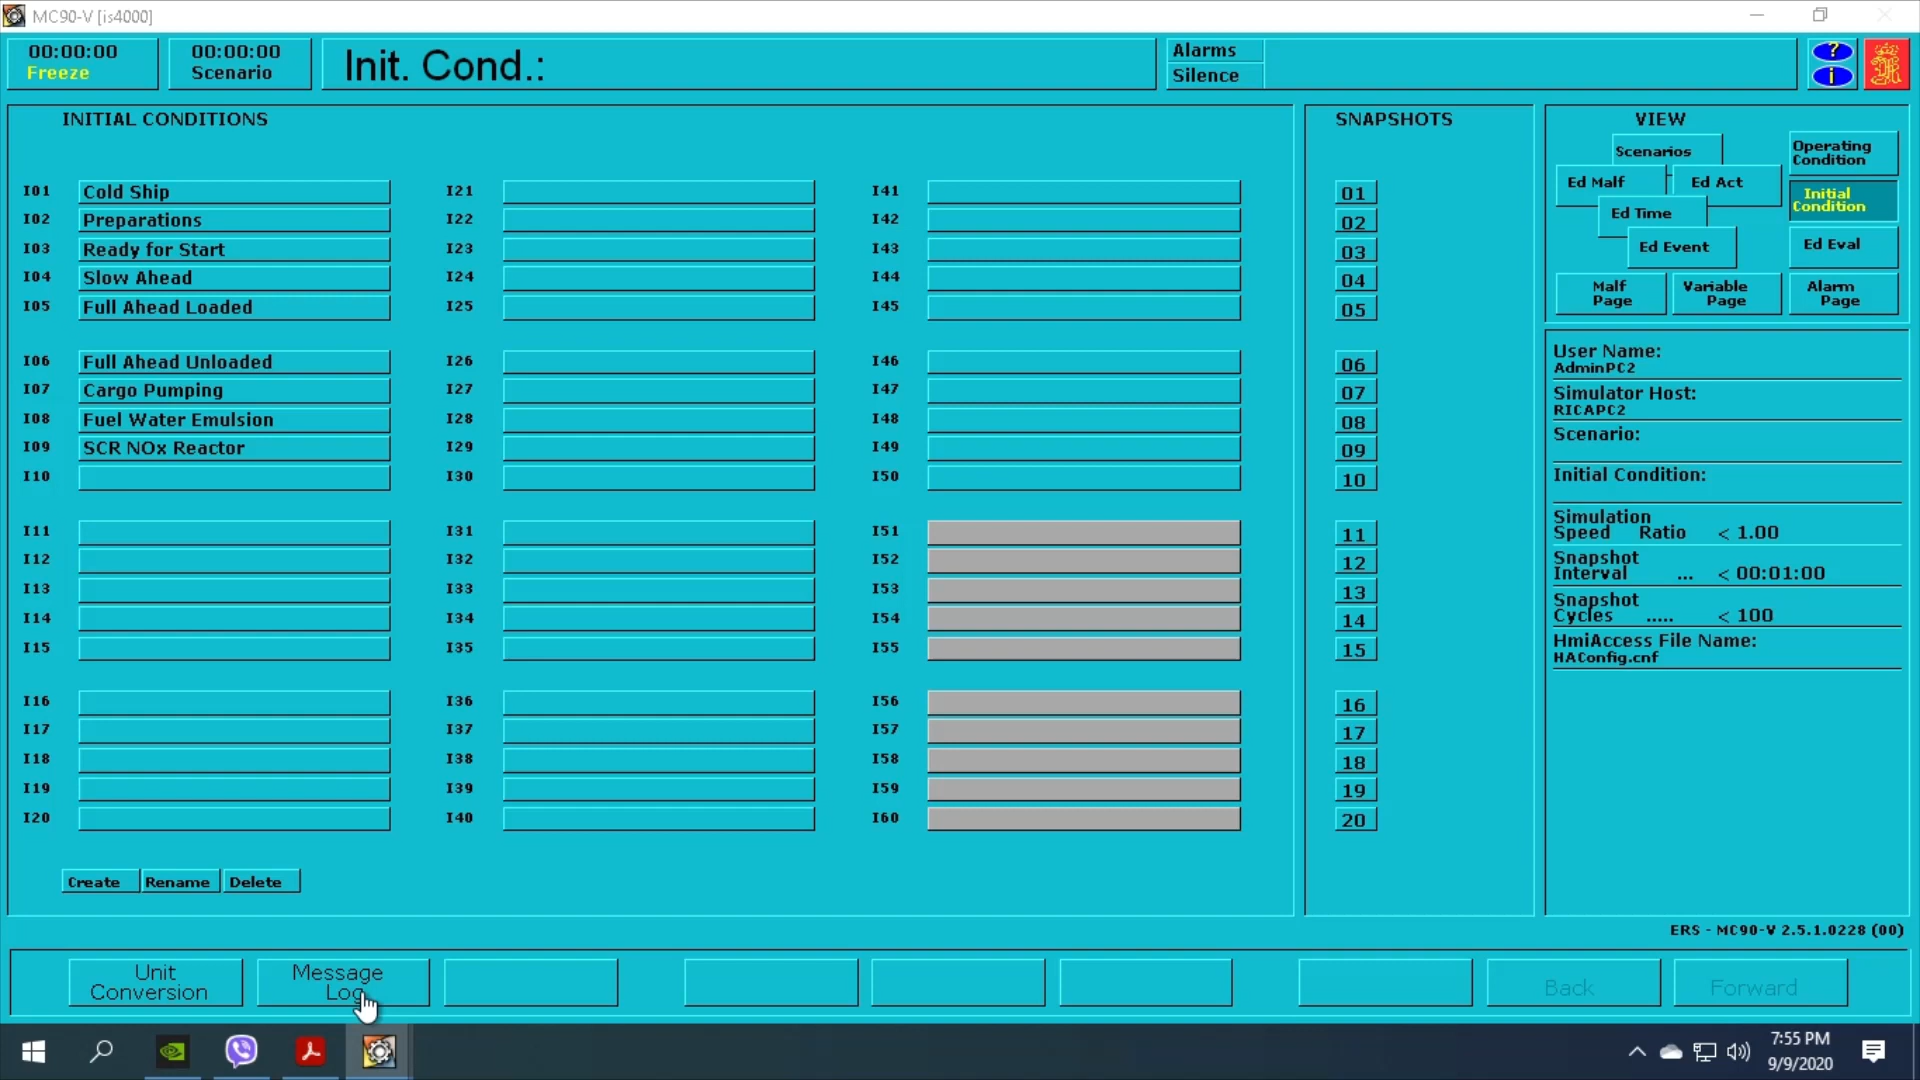 MC90-V [is4000]
00:00:00
Freeze
00:00:00
Scenario
Init. Cond.:
Alarms
Silence
?
i
INITIAL CONDITIONS
I01 Cold Ship
I02 Preparations
I03 Ready for Start
I04 Slow Ahead
I05 Full Ahead Loaded
I06 Full Ahead Unloaded
I07 Cargo Pumping
I08 Fuel Water Emulsion
I09 SCR NOx Reactor
I10
I11
I12
I13
I14
I15
I16
I17
I18
I19
I20
I21
I22
I23
I24
I25
I26
I27
I28
I29
I30
I31
I32
I33
I34
I35
I36
I37
I38
I39
I40
I41
I42
I43
I44
I45
I46
I47
I48
I49
I50
I51
I52
I53
I54
I55
I56
I57
I58
I59
I60
Create Rename Delete
SNAPSHOTS
01
02
03
04
05
06
07
08
09
10
11
12
13
14
15
16
17
18
19
20
VIEW
Scenarios
Ed Malf
Ed Act
Ed Time
Ed Event
Operating
Condition
Initial
Condition
Ed Eval
Malf
Page
Variable
Page
Alarm
Page
User Name:
AdminPC2
Simulator Host:
RICAPC2
Scenario:
Initial Condition:
Simulation
Speed Ratio < 1.00
Snapshot
Interval ... < 00:01:00
Snapshot
Cycles ..... < 100
HmiAccess File Name:
HAConfig.cnf
ERS - MC90-V 2.5.1.0228 (00)
Unit
Conversion
Message
Log
Back
Forward
7:55 PM
9/9/2020